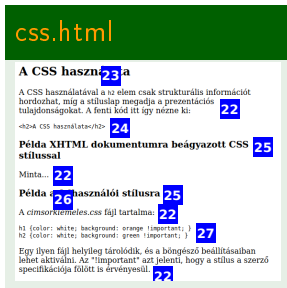 css.html
A CSS használata
23
A CSS használatával a h2 elem csak strukturális információt
hordozhat, míg a stíluslap megadja a prezentációs
tulajdonságokat. A fenti kód itt így nézne ki:
22
<h2>A CSS használata</h2>
24
Példa XHTML dokumentumra beágyazott CSS
stílussal
25
Minta...
22
Példa a felhasználói stílusra
25
26
A cimsorkiemeles.css fájl tartalma:
22
h1 {color: white; background: orange !important; }
h2 {color: white; background: green !important; }
27
Egy ilyen fájl helyileg tárolódik, és a böngésző beállításaiban
lehet aktiválni. Az "!important" azt jelenti, hogy a stílus a szerző
specifikációja fölött is érvényesül.
22